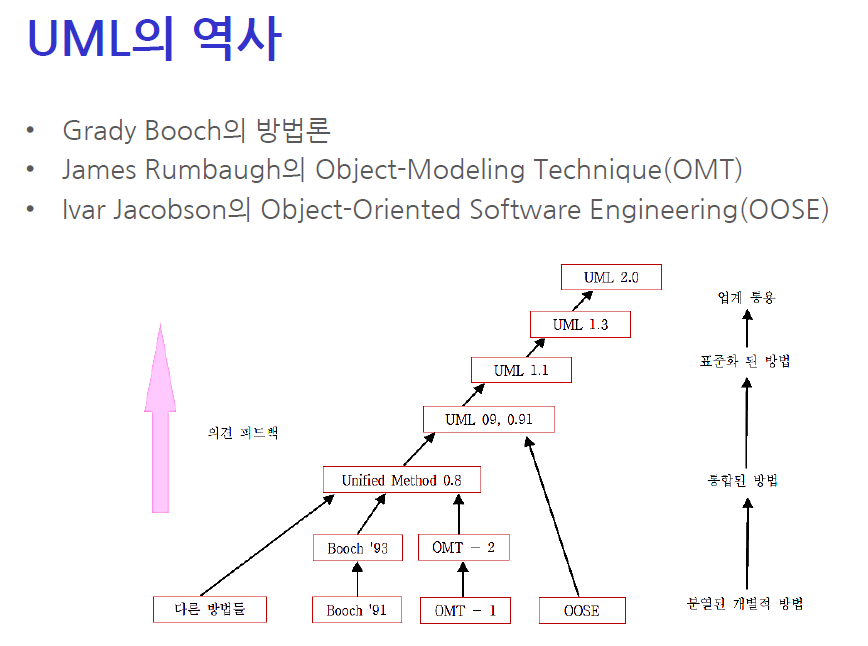 UML의 역사
• Grady Booch의 방법론
• James Rumbaugh의 Object-Modeling Technique(OMT)
• Ivar Jacobson의 Object-Oriented Software Engineering(OOSE)
UML 2.0
업계 통용
UML 1.3
표준화 된 방법
UML 1.1
UML 09, 0.91
의견 피드백
Unified Method 0.8
통합된 방법
Booch '93
OMT - 2
다른 방법들
Booch '91
OMT - 1
OOSE
분열된 개별적 방법